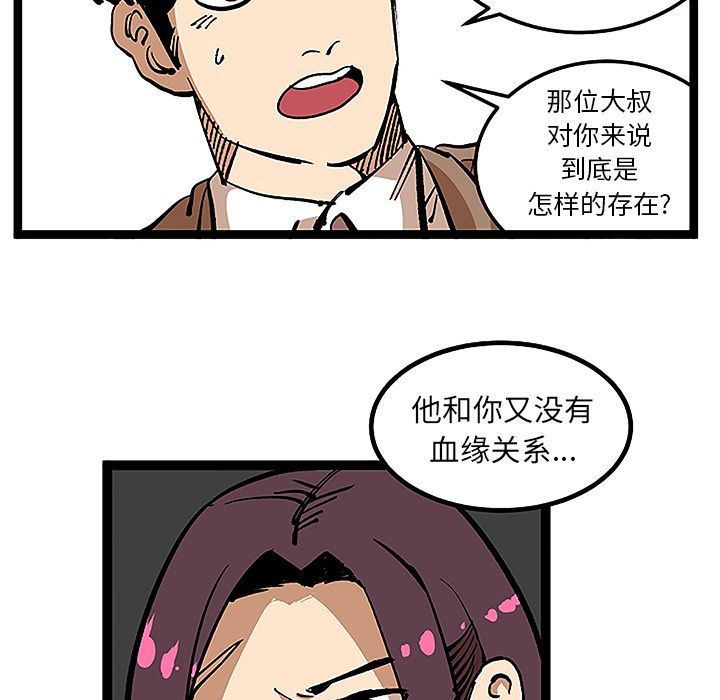 那位大叔
对你来说
到底是
怎样的存在?
他和你又没有
血缘关系...